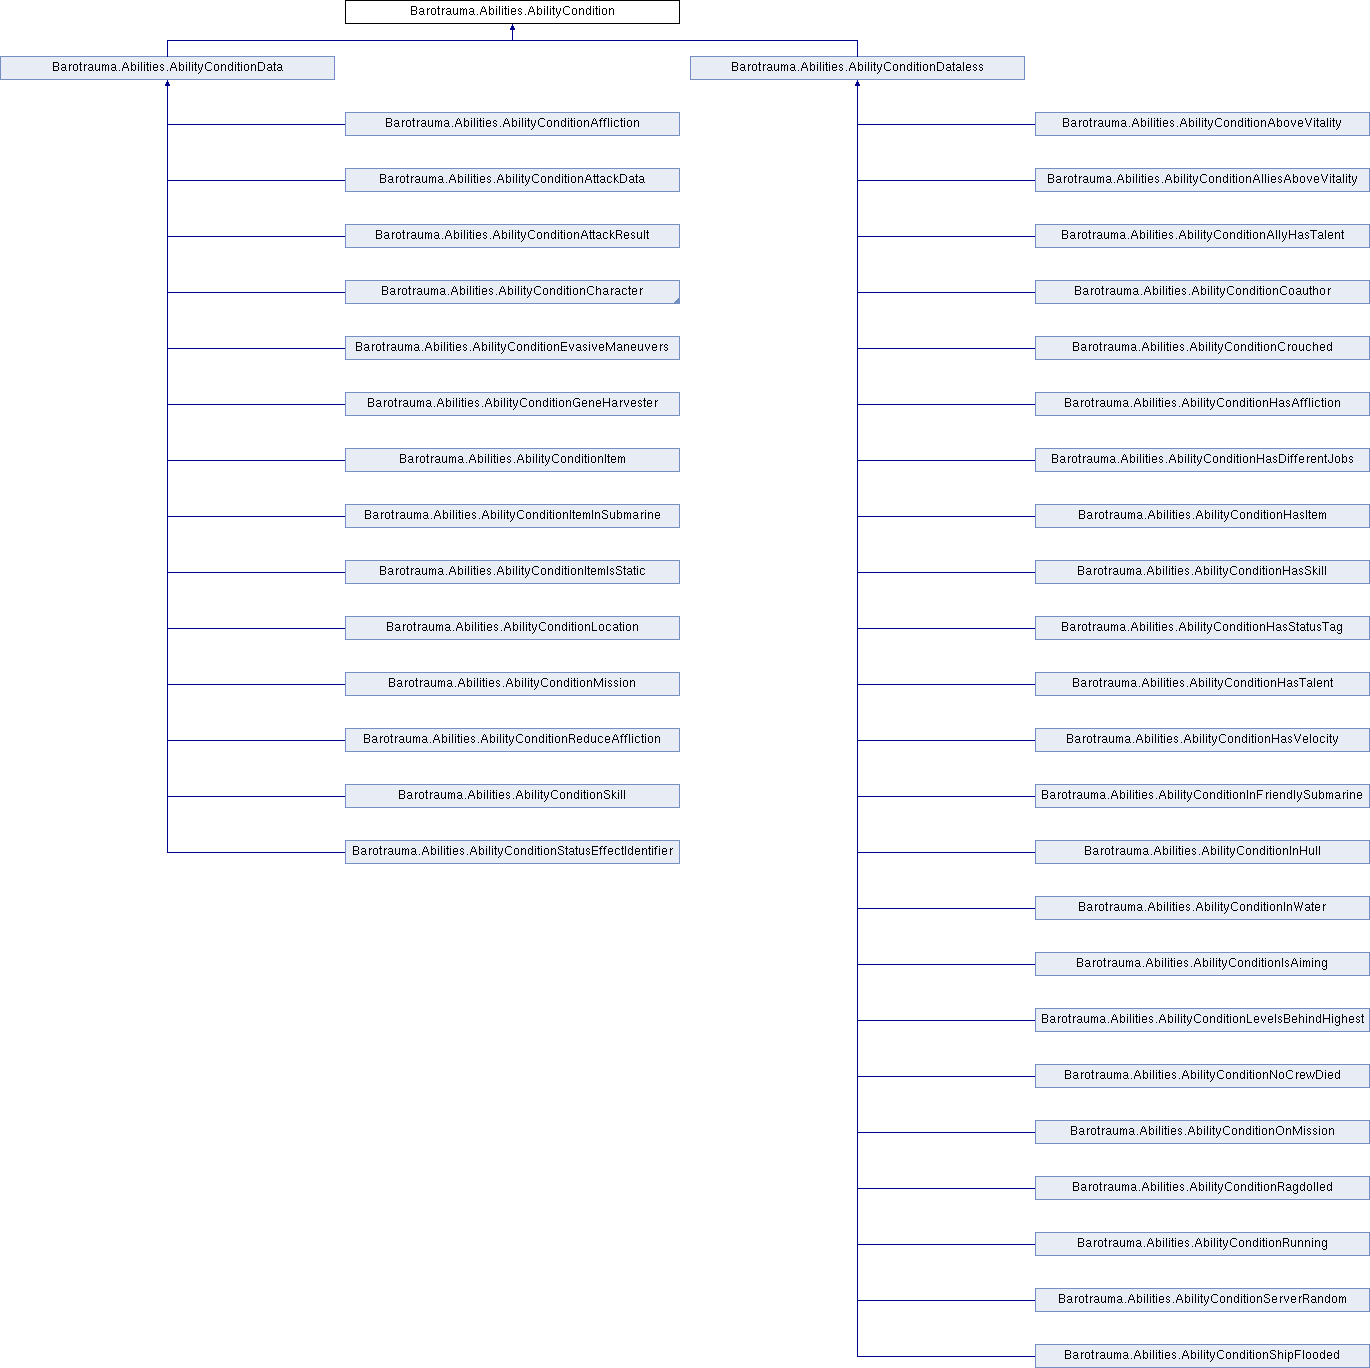 Barotrauma.Abilities.AbilityCondition
Barotrauma.Abilities.AbilityConditionData
Barotrauma.Abilities.AbilityConditionDataless
Barotrauma.Abilities.AbilityConditionAffliction
Barotrauma.Abilities.AbilityConditionAboveVitality
Barotrauma.Abilities.AbilityConditionAttackData
Barotrauma.Abilities.AbilityConditionAlliesAboveVitality
Barotrauma.Abilities.AbilityConditionAttackResult
Barotrauma.Abilities.AbilityConditionAllyHasTalent
Barotrauma.Abilities.AbilityConditionCharacter
Barotrauma.Abilities.AbilityConditionCoauthor
Barotrauma.Abilities.AbilityConditionEvasiveManeuvers
Barotrauma.Abilities.AbilityConditionCrouched
Barotrauma.Abilities.AbilityConditionGeneHarvester
Barotrauma.Abilities.AbilityConditionHasAffliction
Barotrauma.Abilities.AbilityConditionItem
Barotrauma.Abilities.AbilityConditionHasDifferentJobs
Barotrauma.Abilities.AbilityConditionItemInSubmarine
Barotrauma.Abilities.AbilityConditionHasItem
Barotrauma.Abilities.AbilityConditionItemIsStatic
Barotrauma.Abilities.AbilityConditionHasSkill
Barotrauma.Abilities.AbilityConditionLocation
Barotrauma.Abilities.AbilityConditionHasStatusTag
Barotrauma.Abilities.AbilityConditionMission
Barotrauma.Abilities.AbilityConditionHasTalent
Barotrauma.Abilities.AbilityConditionReduceAffliction
Barotrauma.Abilities.AbilityConditionHasVelocity
Barotrauma.Abilities.AbilityConditionSkill
Barotrauma.Abilities.AbilityConditionInFriendlySubmarine
Barotrauma.Abilities.AbilityConditionStatusEffectIdentifier
Barotrauma.Abilities.AbilityConditionInHull
Barotrauma.Abilities.AbilityConditionInWater
Barotrauma.Abilities.AbilityConditionIsAiming
Barotrauma.Abilities.AbilityConditionLevelsBehindHighest
Barotrauma.Abilities.AbilityConditionNoCrewDied
Barotrauma.Abilities.AbilityConditionOnMission
Barotrauma.Abilities.AbilityConditionRagdolled
Barotrauma.Abilities.AbilityConditionRunning
Barotrauma.Abilities.AbilityConditionServerRandom
Barotrauma.Abilities.AbilityConditionShipFlooded